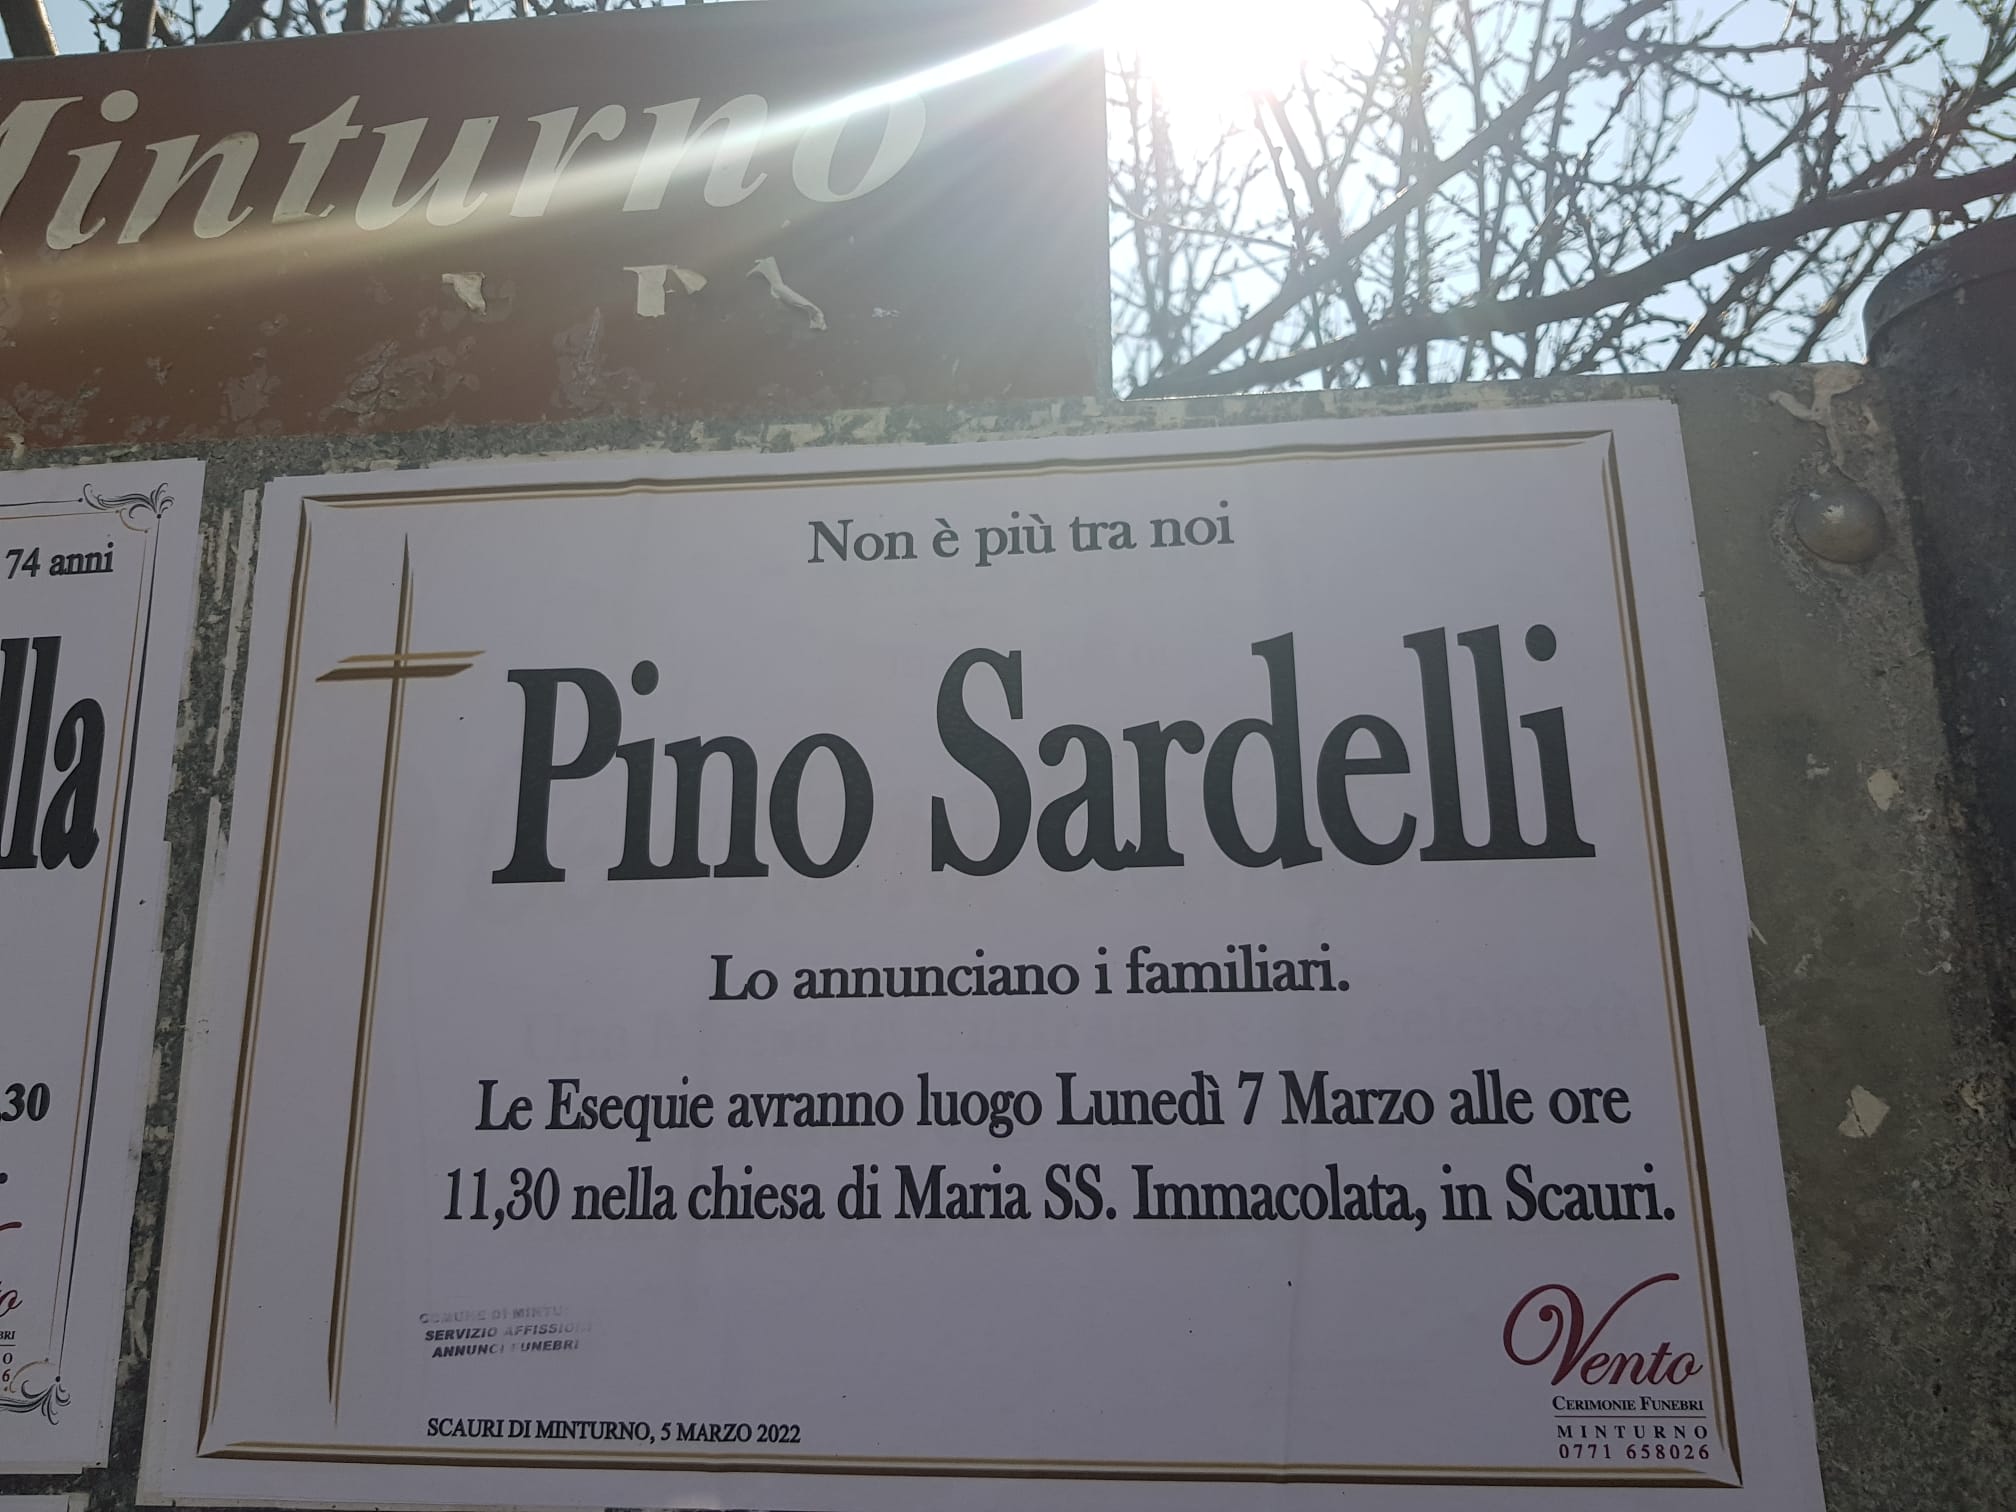 Minturno
74 anni
lla
.30
Non è più tra noi
Pino Sardelli
Lo annunciano i familiari.
Le Esequie avranno luogo Lunedì 7 Marzo alle ore
11,30 nella chiesa di Maria SS. Immacolata, in Scauri.
SERVIZIO AFFISSIONI
ANNUNCI FUNEBRI
SCAURI DI MINTURNO, 5 MARZO 2022
Vento
CERIMONIE FUNEBRI
MINTURNO
0771 658026